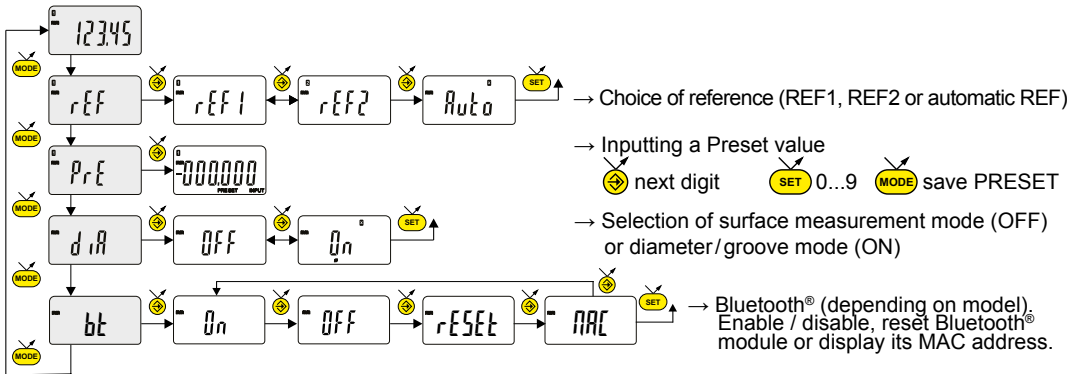 123.45
MODE
rEF
rEF1
rEF2
Auto
SET
→ Choice of reference (REF1, REF2 or automatic REF)
MODE
PrE
-000.000
PRESET INPUT
→ Inputting a Preset value
next digit SET 0...9 MODE save PRESET
MODE
diA
OFF
On
SET
→ Selection of surface measurement mode (OFF)
or diameter/groove mode (ON)
MODE
bt
On
OFF
rESEt
MAC
SET
→ Bluetooth® (depending on model).
Enable / disable, reset Bluetooth®
module or display its MAC address.
MODE